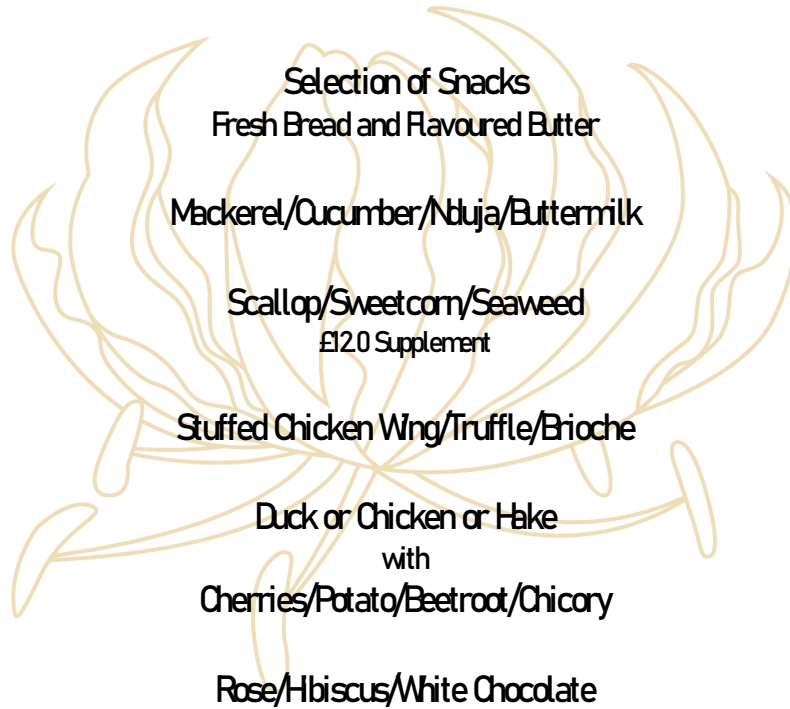 Selection of Snacks
Fresh Bread and Flavoured Butter
Mackerel/Cucumber/Nduja/Buttermilk
Scallop/Sweetcorn/Seaweed
£12.0 Supplement
Stuffed Chicken Wing/Truffle/Brioche
Duck or Chicken or Hake
with
Cherries/Potato/Beetroot/Chicory
Rose/Hibiscus/White Chocolate